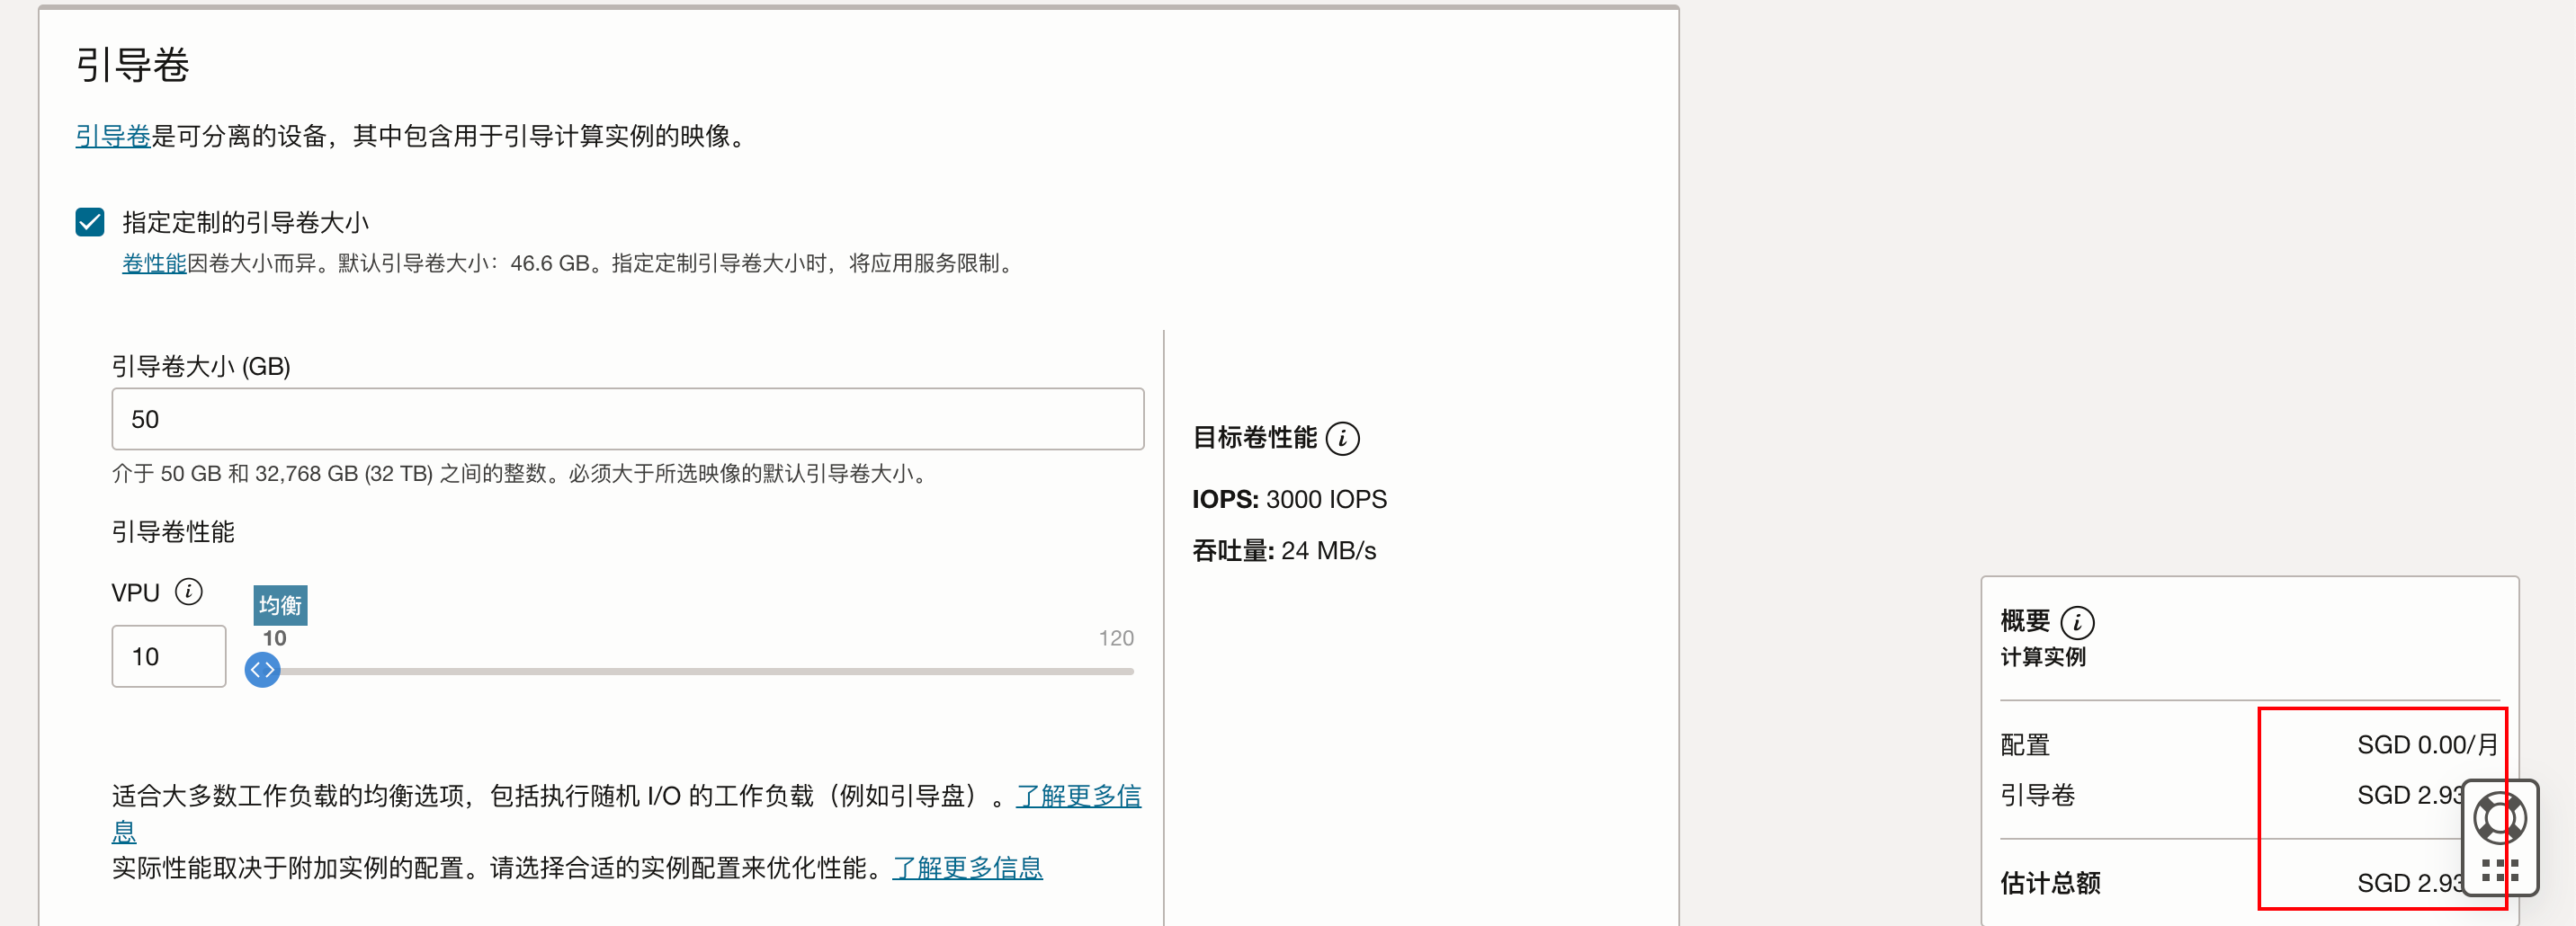 引导卷
引导卷是可分离的设备，其中包含用于引导计算实例的映像。
指定定制的引导卷大小
卷性能因卷大小而异。默认引导卷大小：46.6 GB。指定定制引导卷大小时，将应用服务限制。
引导卷大小 (GB)
50
介于 50 GB 和 32,768 GB (32 TB) 之间的整数。必须大于所选映像的默认引导卷大小。
引导卷性能
VPU
均衡
10
120
10
适合大多数工作负载的均衡选项，包括执行随机 I/O 的工作负载（例如引导盘）。了解更多信
息
实际性能取决于附加实例的配置。请选择合适的实例配置来优化性能。了解更多信息
目标卷性能
IOPS: 3000 IOPS
吞吐量: 24 MB/s
概要
计算实例
配置 SGD 0.00/月
引导卷 SGD 2.93
估计总额 SGD 2.93